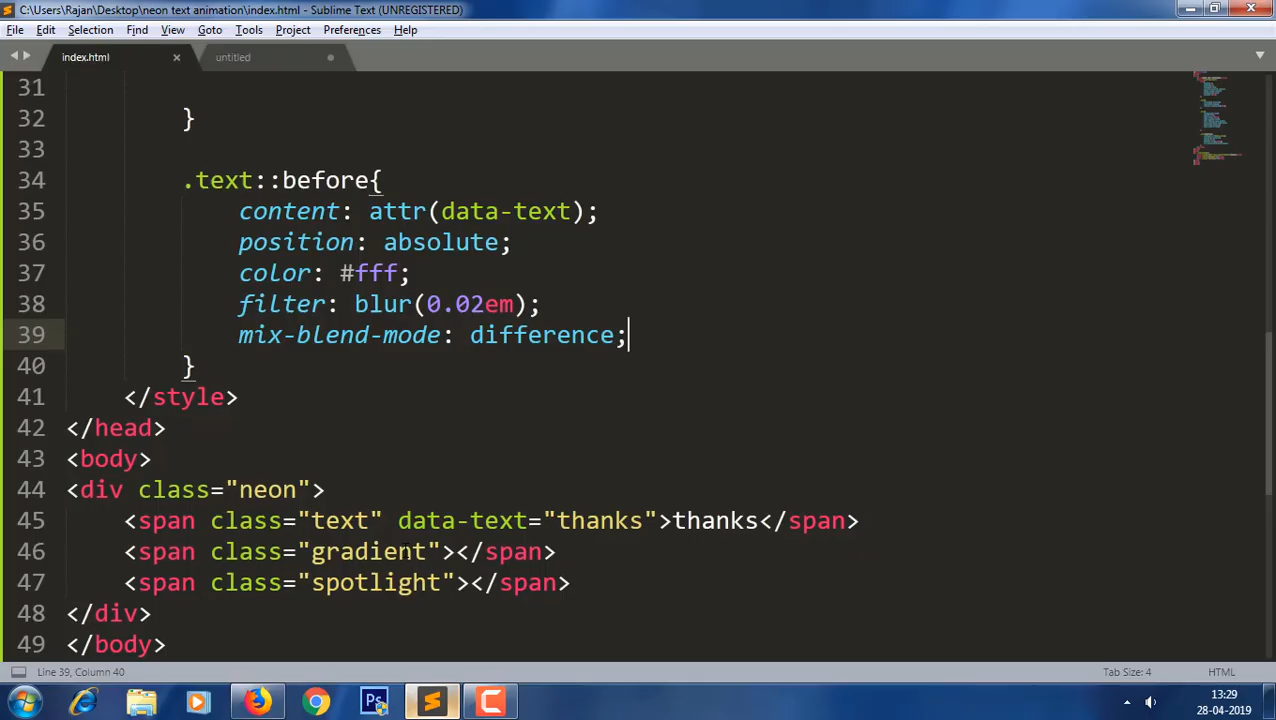 C:\Users\Rajan\Desktop\neon text animation\index.html - Sublime Text (UNREGISTERED)
File Edit Selection Find View Goto Tools Project Preferences Help
index.html untitled
31
32 }
33
34 .text::before{
35 content: attr(data-text);
36 position: absolute;
37 color: #fff;
38 filter: blur(0.02em);
39 mix-blend-mode: difference;
40 }
41 </style>
42 </head>
43 <body>
44 <div class="neon">
45 <span class="text" data-text="thanks">thanks</span>
46 <span class="gradient"></span>
47 <span class="spotlight"></span>
48 </div>
49 </body>
Line 39, Column 40 Tab Size: 4 HTML
Ps
13:29
28-04-2019